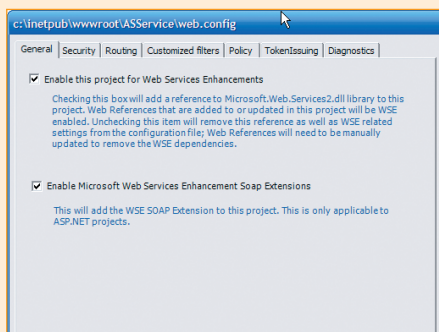 c:\inetpub\wwwroot\ASService\web.config
General Security Routing Customized filters Policy TokenIssuing Diagnostics
Enable this project for Web Services Enhancements
Checking this box will add a reference to Microsoft.Web.Services2.dll library to this
project. Web References that are added to or updated in this project will be WSE
enabled. Unchecking this item will remove this reference as well as WSE related
settings from the configuration file; Web References will need to be manually
updated to remove the WSE dependencies.
Enable Microsoft Web Services Enhancement Soap Extensions
This will add the WSE SOAP Extension to this project. This is only applicable to
ASP.NET projects.